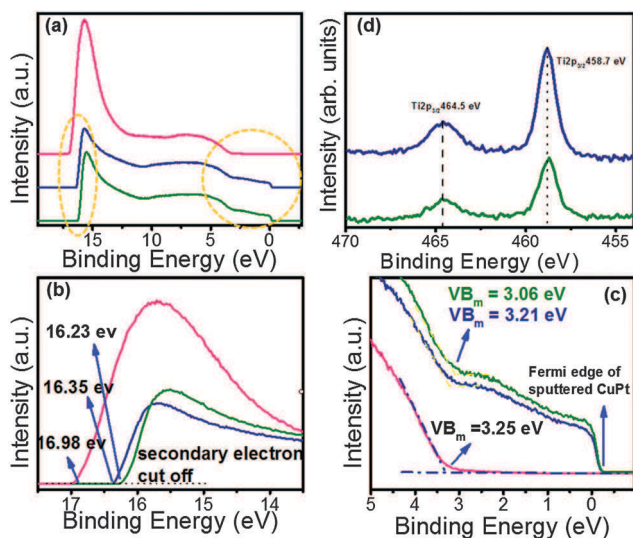 (a)
Intensity (a.u.)
15 10 5 0
Binding Energy (eV)
(d)
Intensity (arb. units)
Ti2p3/2 458.7 eV
Ti2p3/2 464.5 eV
470 465 460 455
Binding Energy (eV)
(b)
Intensity (a.u.)
16.23 ev
16.35 ev
16.98 ev
secondary electron
cut off
17 16 15 14
Binding Energy (eV)
(c)
Intensity (a.u.)
VBm = 3.06 eV
VBm = 3.21 eV
Fermi edge of
sputtered CuPt
VBm =3.25 eV
5 4 3 2 1 0
Binding Energy (eV)